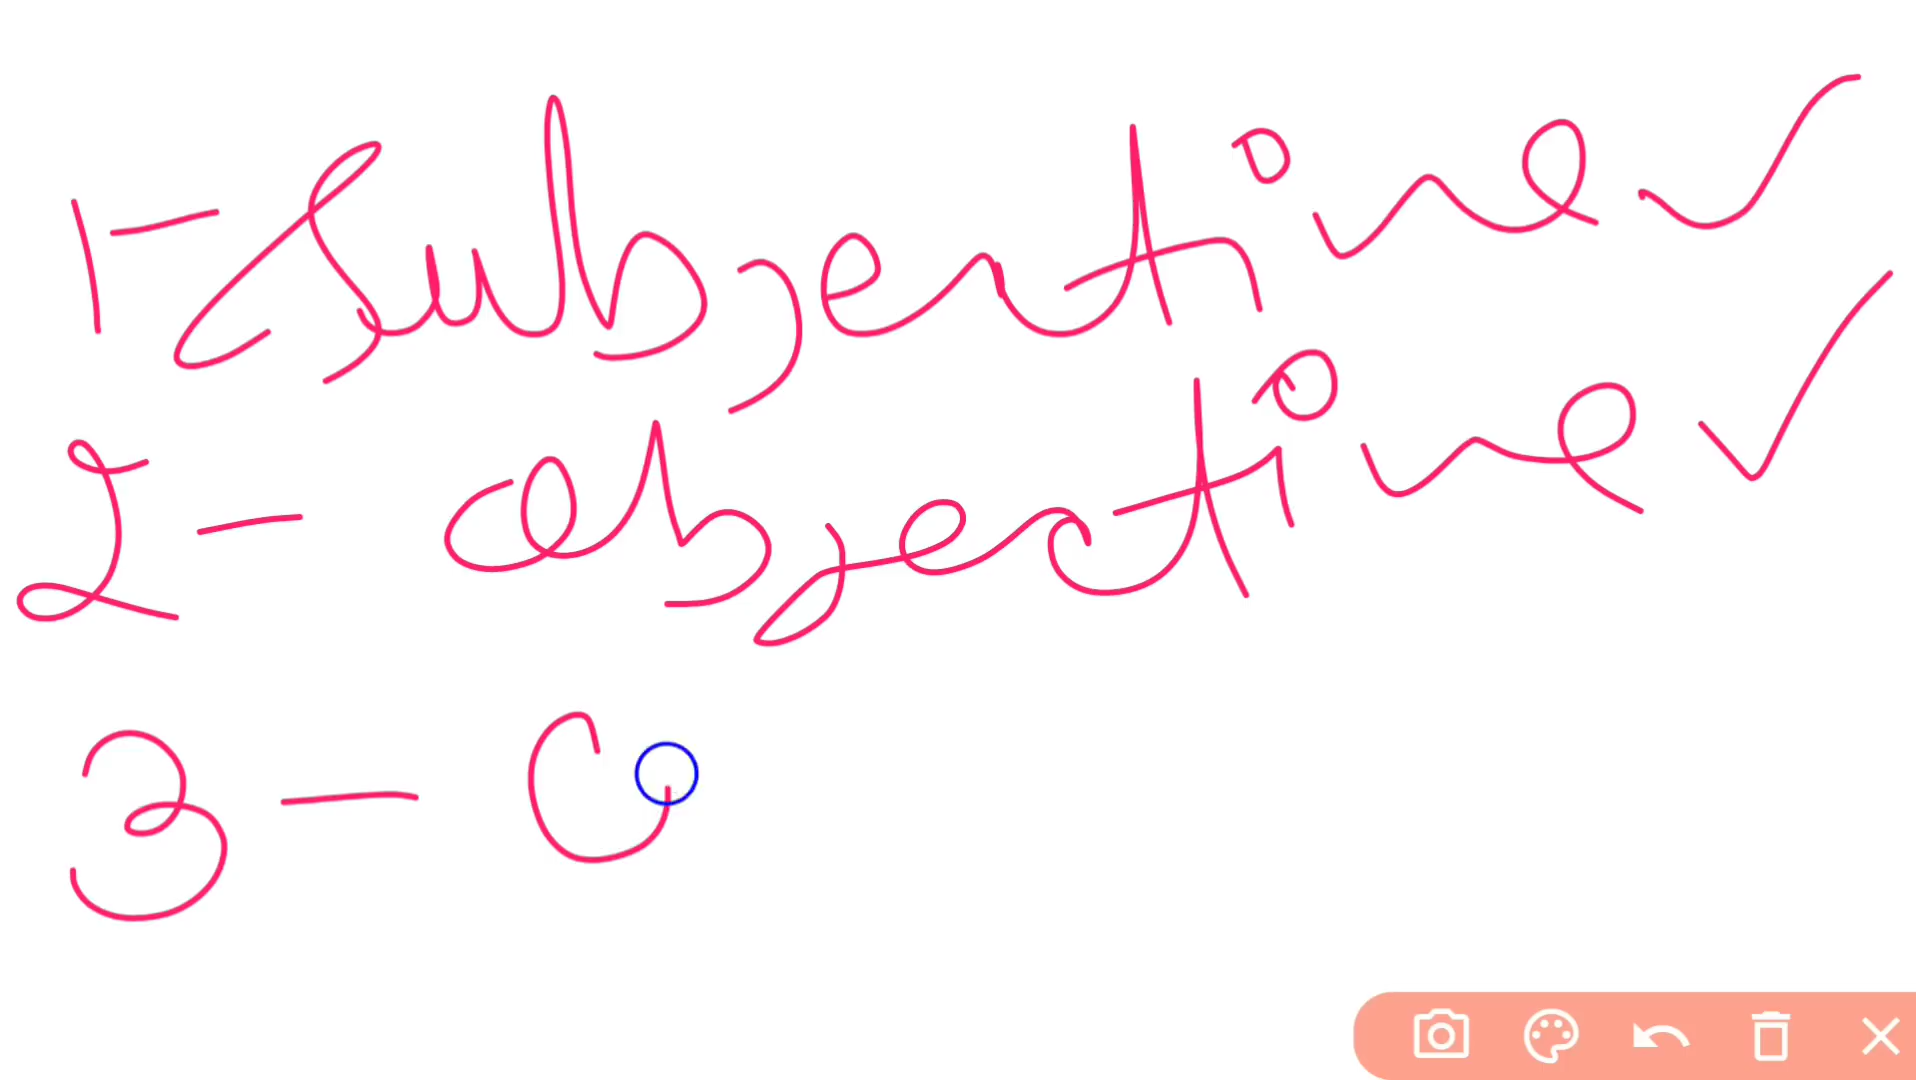 1- Subjective ✓
2 - Objective ✓
3 - C